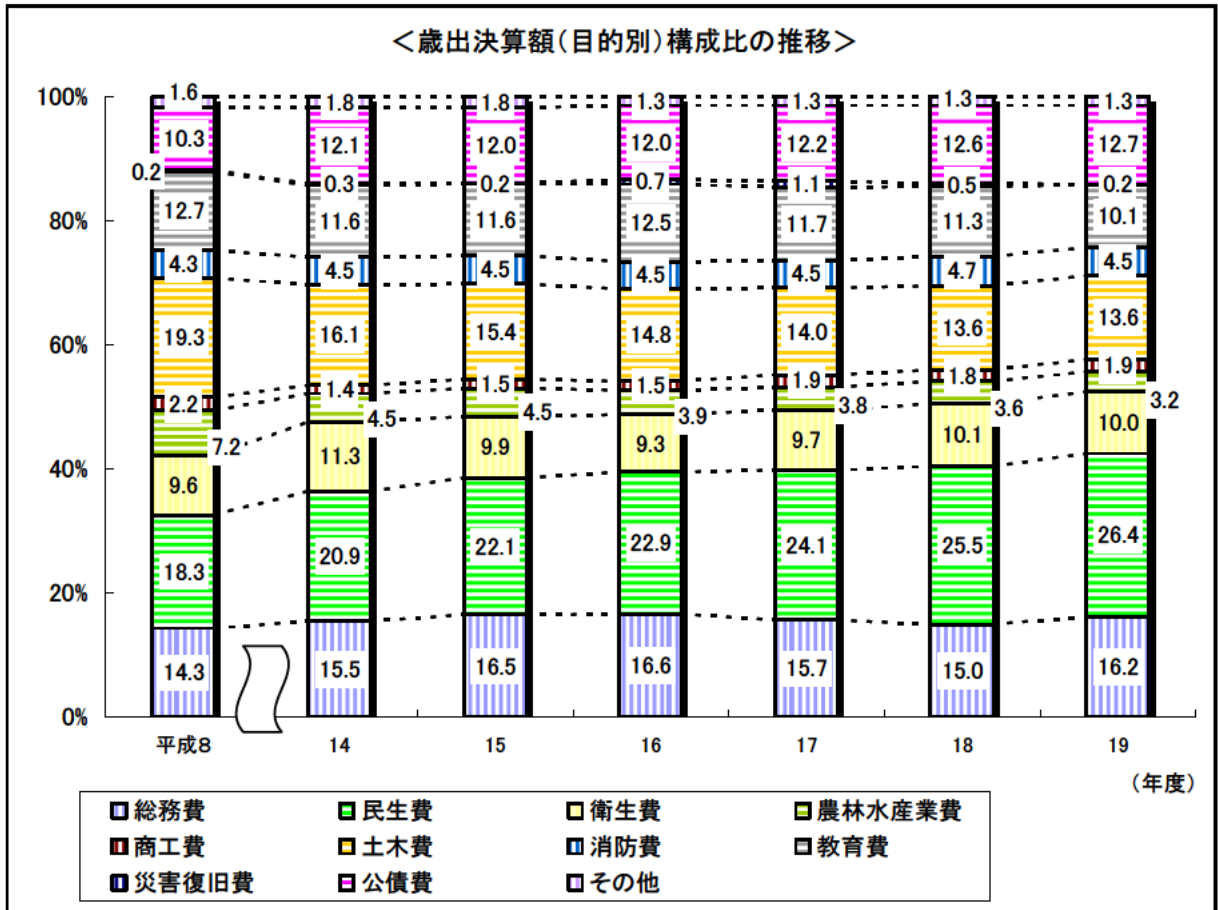 ＜歳出決算額(目的別)構成比の推移＞
100%
80%
60%
40%
20%
0%
1.6 1.8 1.8 1.3 1.3 1.3 1.3
10.3 12.1 12.0 12.0 12.2 12.6 12.7
0.2 0.3 0.2 0.7 1.1 0.5 0.2
12.7 11.6 11.6 12.5 11.7 11.3 10.1
4.3 4.5 4.5 4.5 4.5 4.7 4.5
19.3 16.1 15.4 14.8 14.0 13.6 13.6
2.2 1.4 1.5 1.5 1.9 1.8 1.9
7.2 4.5 4.5 3.9 3.8 3.6 3.2
9.6 11.3 9.9 9.3 9.7 10.1 10.0
18.3 20.9 22.1 22.9 24.1 25.5 26.4
14.3 15.5 16.5 16.6 15.7 15.0 16.2
平成8 14 15 16 17 18 19
(年度)
総務費 民生費 衛生費 農林水産業費
商工費 土木費 消防費 教育費
災害復旧費 公債費 その他